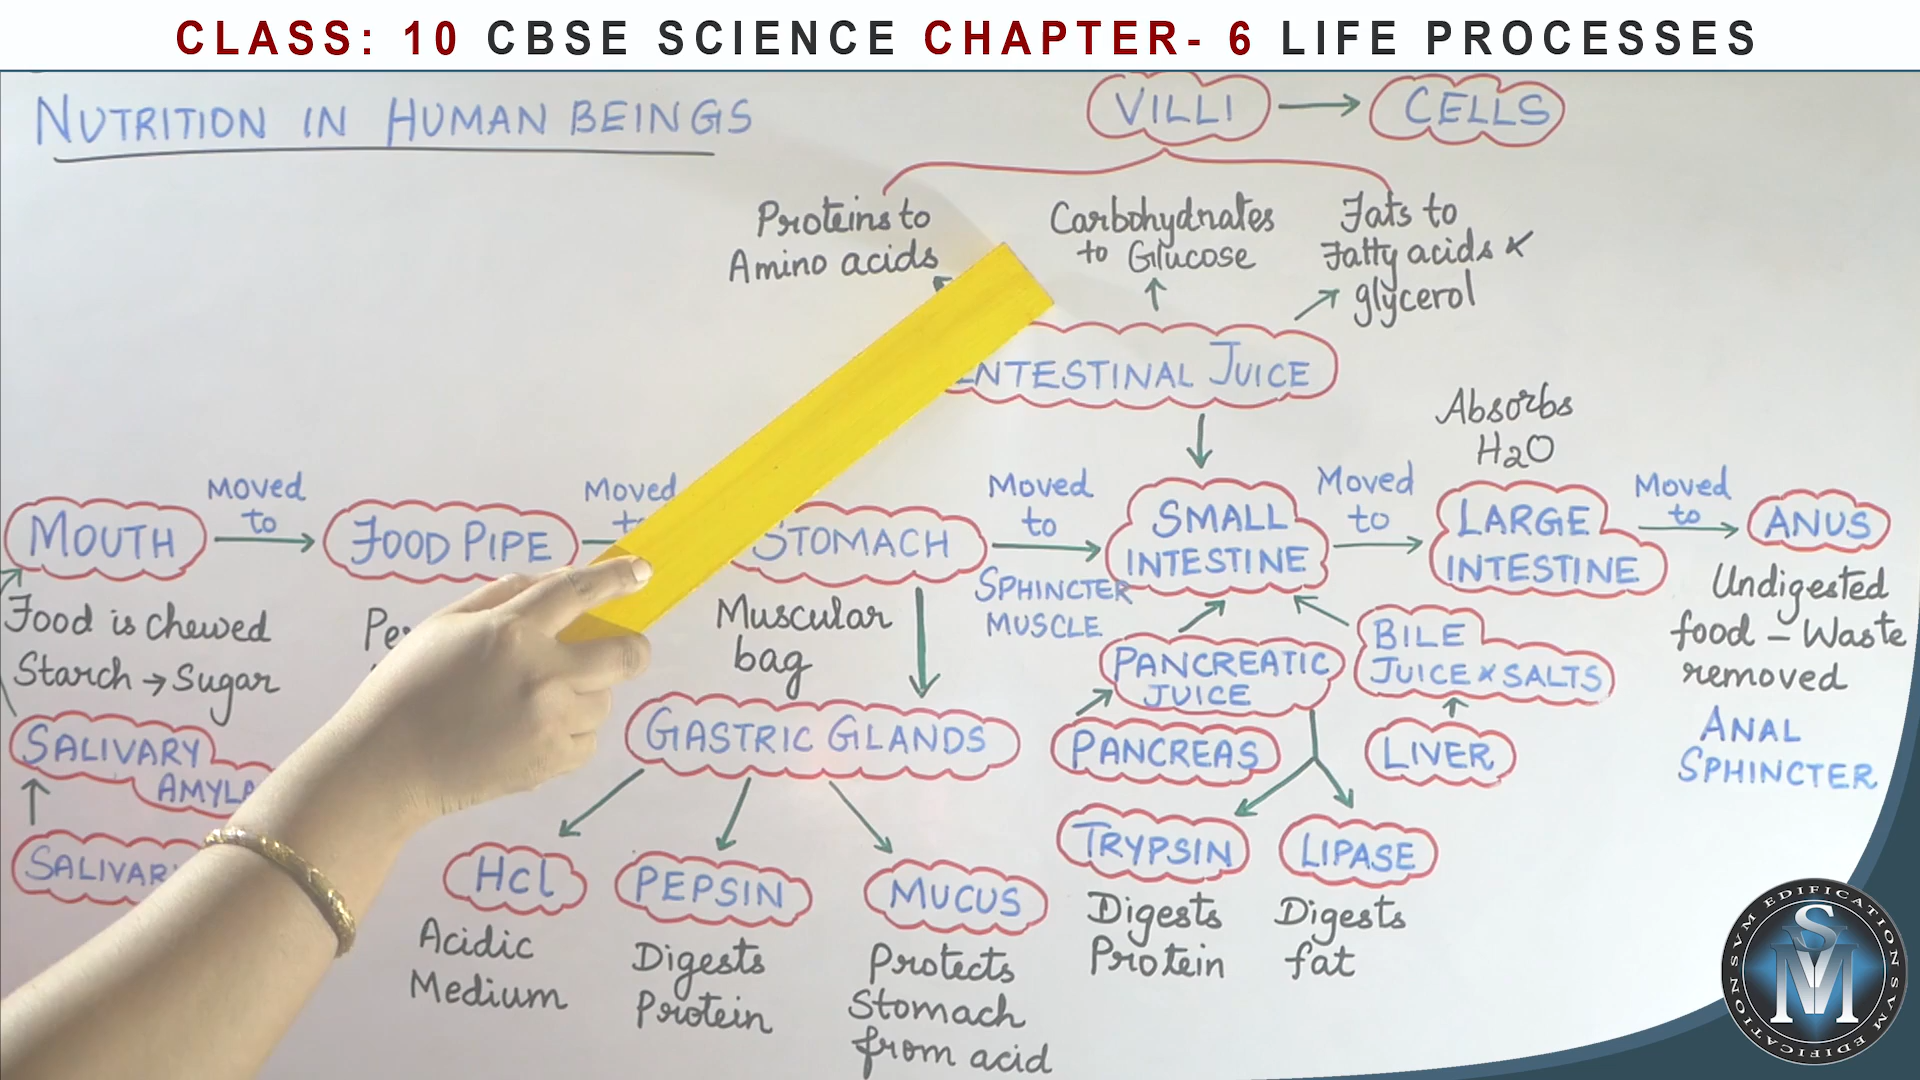 CLASS: 10 CBSE SCIENCE CHAPTER- 6 LIFE PROCESSES
NUTRITION IN HUMAN BEINGS
VILLI
CELLS
Proteins to
Amino acids
Carbohydrates
to Glucose
Fats to
Fatty acids &
glycerol
INTESTINAL JUICE
Absorbs
H2O
MOUTH
Moved
to
FOOD PIPE
Moved
STOMACH
Moved
to
SPHINCTER
MUSCLE
SMALL
INTESTINE
Moved
to
LARGE
INTESTINE
Moved
to
ANUS
Food is chewed
Starch → Sugar
Muscular
bag
Undigested
food - Waste
removed
ANAL
SPHINCTER
SALIVARY
GASTRIC GLANDS
PANCREATIC
JUICE
PANCREAS
BILE
JUICE & SALTS
LIVER
Hcl
Acidic
Medium
PEPSIN
Digests
Protein
MUCUS
Protects
Stomach
from acid
TRYPSIN
Digests
Protein
LIPASE
Digests
fat
SVM EDIFICATION SVM EDIFICATION
SVM